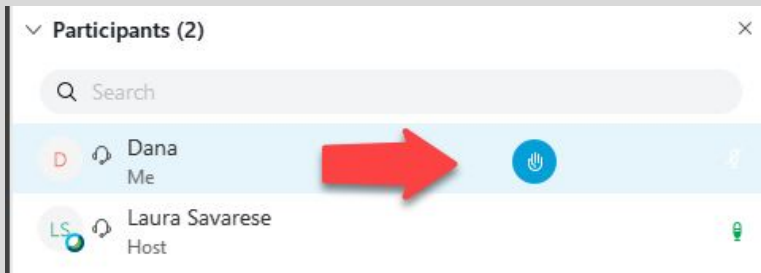 Participants (2)
Search
D
Dana
Me
LS
Laura Savarese
Host